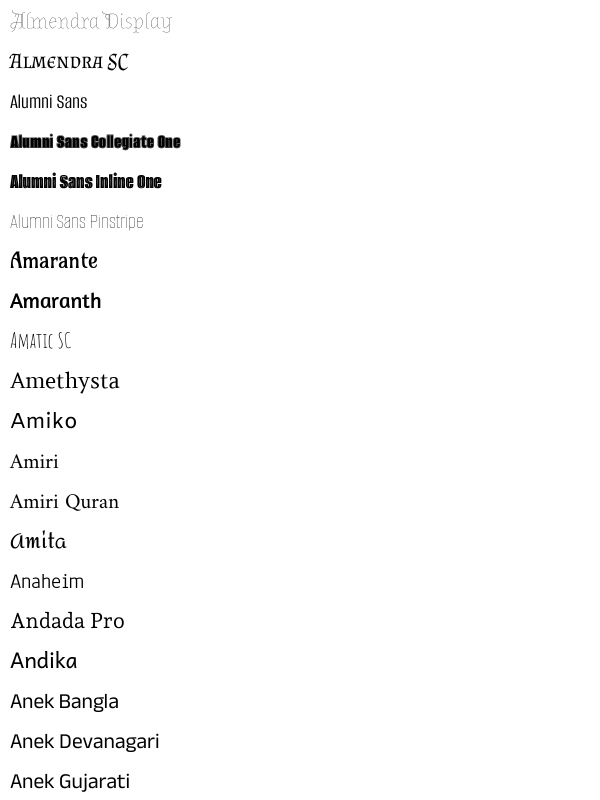 Almendra Display
Almendra SC
Alumni Sans
Alumni Sans Collegiate One
Alumni Sans Inline One
Alumni Sans Pinstripe
Amarante
Amaranth
Amatic SC
Amethysta
Amiko
Amiri
Amiri Quran
Amita
Anaheim
Andada Pro
Andika
Anek Bangla
Anek Devanagari
Anek Gujarati